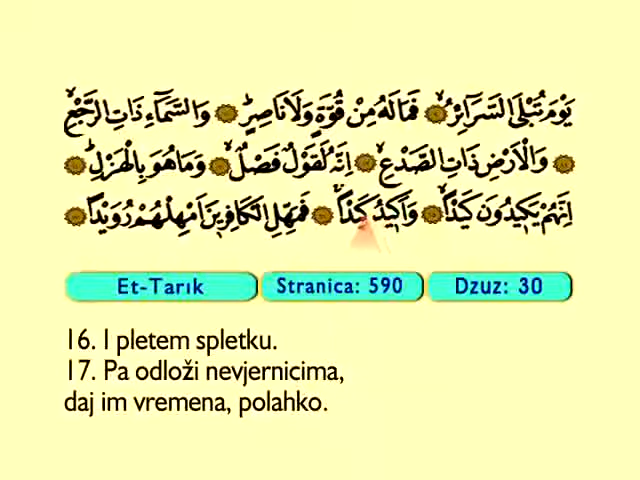 يَوْمَ تُبْلَى السَّرَٓائِرُۙ فَمَا لَهُ مِنْ قُوَّةٍ وَلَا نَاصِرٍۜ وَالسَّمَٓاءِ ذَاتِ الرَّجْعِۙ
وَالْاَرْضِ ذَاتِ الصَّدْعِۙ اِنَّهُ لَقَوْلٌ فَصْلٌۙ وَمَا هُوَ بِالْهَزْلِۜ
اِنَّهُمْ يَكِيدُونَ كَيْدًاۙ وَاَكِيدُ كَيْدًاۚ فَمَهِّلِ الْكَافِرِينَ اَمْهِلْهُمْ رُوَيْدًا
Et-Tarık Stranica: 590 Dzuz: 30
16. I pletem spletku.
17. Pa odloži nevjernicima,
daj im vremena, polahko.